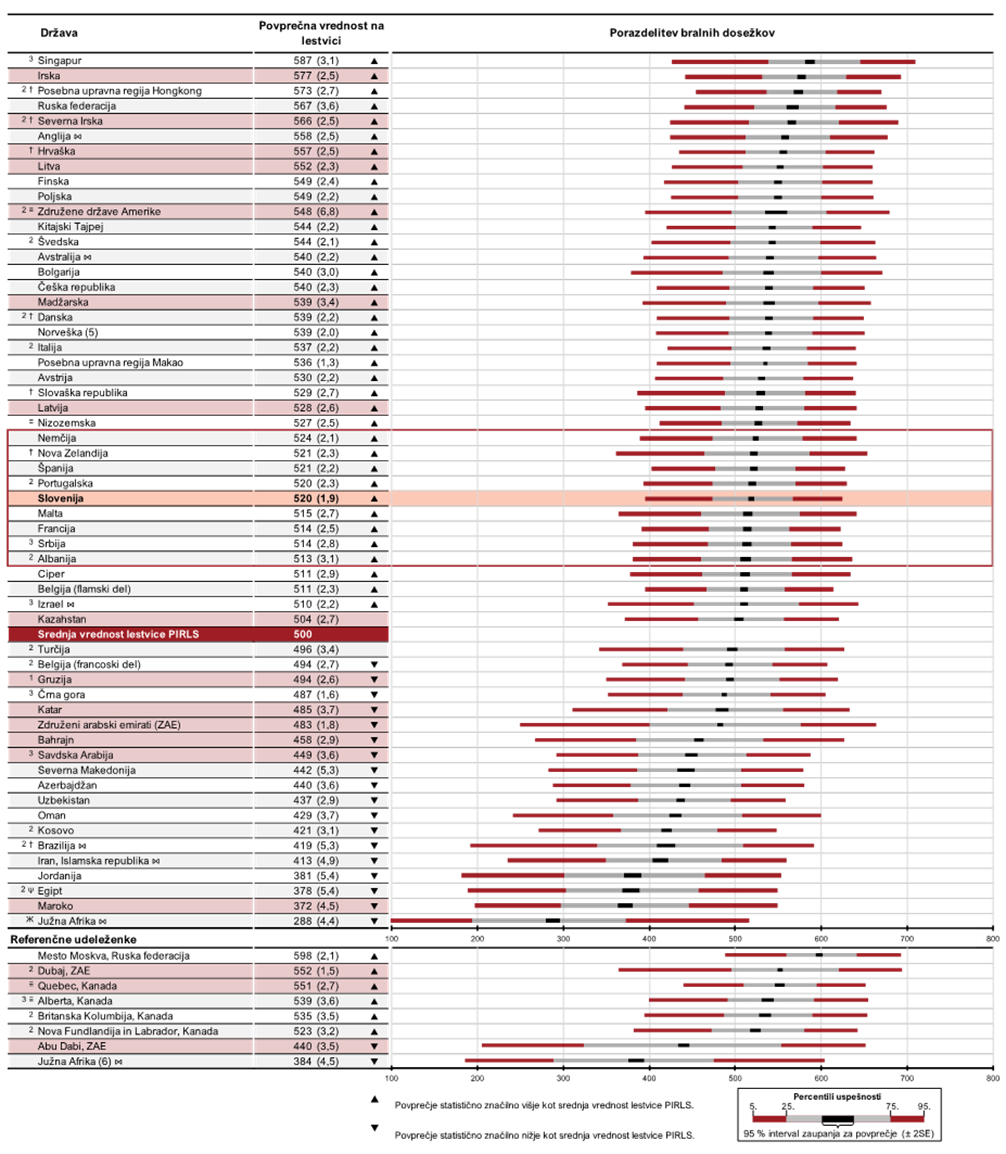 Država Povprečna vrednost na lestvici Porazdelitev bralnih dosežkov
3 Singapur 587 (3,1) ▲
Irska 577 (2,5) ▲
2 † Posebna upravna regija Hongkong 573 (2,7) ▲
Ruska federacija 567 (3,6) ▲
2 † Severna Irska 566 (2,5) ▲
Anglija ⋈ 558 (2,5) ▲
† Hrvaška 557 (2,5) ▲
Litva 552 (2,3) ▲
Finska 549 (2,4) ▲
Poljska 549 (2,2) ▲
2 ≡ Združene države Amerike 548 (6,8) ▲
Kitajski Tajpej 544 (2,2) ▲
2 Švedska 544 (2,1) ▲
Avstralija ⋈ 540 (2,2) ▲
Bolgarija 540 (3,0) ▲
Češka republika 540 (2,3) ▲
Madžarska 539 (3,4) ▲
2 † Danska 539 (2,2) ▲
Norveška (5) 539 (2,0) ▲
2 Italija 537 (2,2) ▲
Posebna upravna regija Makao 536 (1,3) ▲
Avstrija 530 (2,2) ▲
† Slovaška republika 529 (2,7) ▲
Latvija 528 (2,6) ▲
≡ Nizozemska 527 (2,5) ▲
Nemčija 524 (2,1) ▲
† Nova Zelandija 521 (2,3) ▲
Španija 521 (2,2) ▲
2 Portugalska 520 (2,3) ▲
Slovenija 520 (1,9) ▲
Malta 515 (2,7) ▲
Francija 514 (2,5) ▲
3 Srbija 514 (2,8) ▲
2 Albanija 513 (3,1) ▲
Ciper 511 (2,9) ▲
Belgija (flamski del) 511 (2,3) ▲
3 Izrael ⋈ 510 (2,2) ▲
Kazahstan 504 (2,7)
Srednja vrednost lestvice PIRLS 500
2 Turčija 496 (3,4)
2 Belgija (francoski del) 494 (2,7) ▼
1 Gruzija 494 (2,6) ▼
3 Črna gora 487 (1,6) ▼
Katar 485 (3,7) ▼
Združeni arabski emirati (ZAE) 483 (1,8) ▼
Bahrajn 458 (2,9) ▼
3 Savdska Arabija 449 (3,6) ▼
Severna Makedonija 442 (5,3) ▼
Azerbajdžan 440 (3,6) ▼
Uzbekistan 437 (2,9) ▼
Oman 429 (3,7) ▼
2 Kosovo 421 (3,1) ▼
2 † Brazilija ⋈ 419 (5,3) ▼
Iran, Islamska republika ⋈ 413 (4,9) ▼
Jordanija 381 (5,4) ▼
2 ψ Egipt 378 (5,4) ▼
Maroko 372 (4,5) ▼
Ж Južna Afrika ⋈ 288 (4,4) ▼
100 200 300 400 500 600 700 800
Referenčne udeleženke
Mesto Moskva, Ruska federacija 598 (2,1) ▲
2 Dubaj, ZAE 552 (1,5) ▲
≡ Quebec, Kanada 551 (2,7) ▲
3 ≡ Alberta, Kanada 539 (3,6) ▲
2 Britanska Kolumbija, Kanada 535 (3,5) ▲
2 Nova Fundlandija in Labrador, Kanada 523 (3,2) ▲
Abu Dabi, ZAE 440 (3,5) ▼
Južna Afrika (6) ⋈ 384 (4,5) ▼
100 200 300 400 500 600 700 800
▲ Povprečje statistično značilno višje kot srednja vrednost lestvice PIRLS.
▼ Povprečje statistično značilno nižje kot srednja vrednost lestvice PIRLS.
Percentili uspešnosti
5. 25. 75. 95.
95 % interval zaupanja za povprečje (± 2SE)